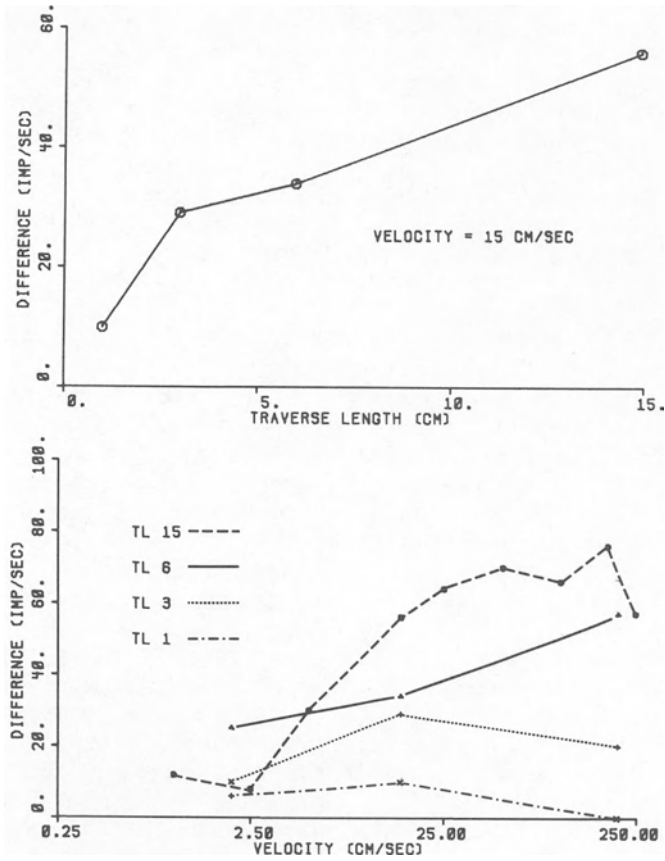 60.
40.
20.
0.
DIFFERENCE (IMP/SEC)
VELOCITY = 15 CM/SEC
0. 5. 10. 15.
TRAVERSE LENGTH (CM)
100.
80.
60.
40.
20.
0.
DIFFERENCE (IMP/SEC)
TL 15
TL 6
TL 3
TL 1
0.25 2.50 25.00 250.00
VELOCITY (CM/SEC)